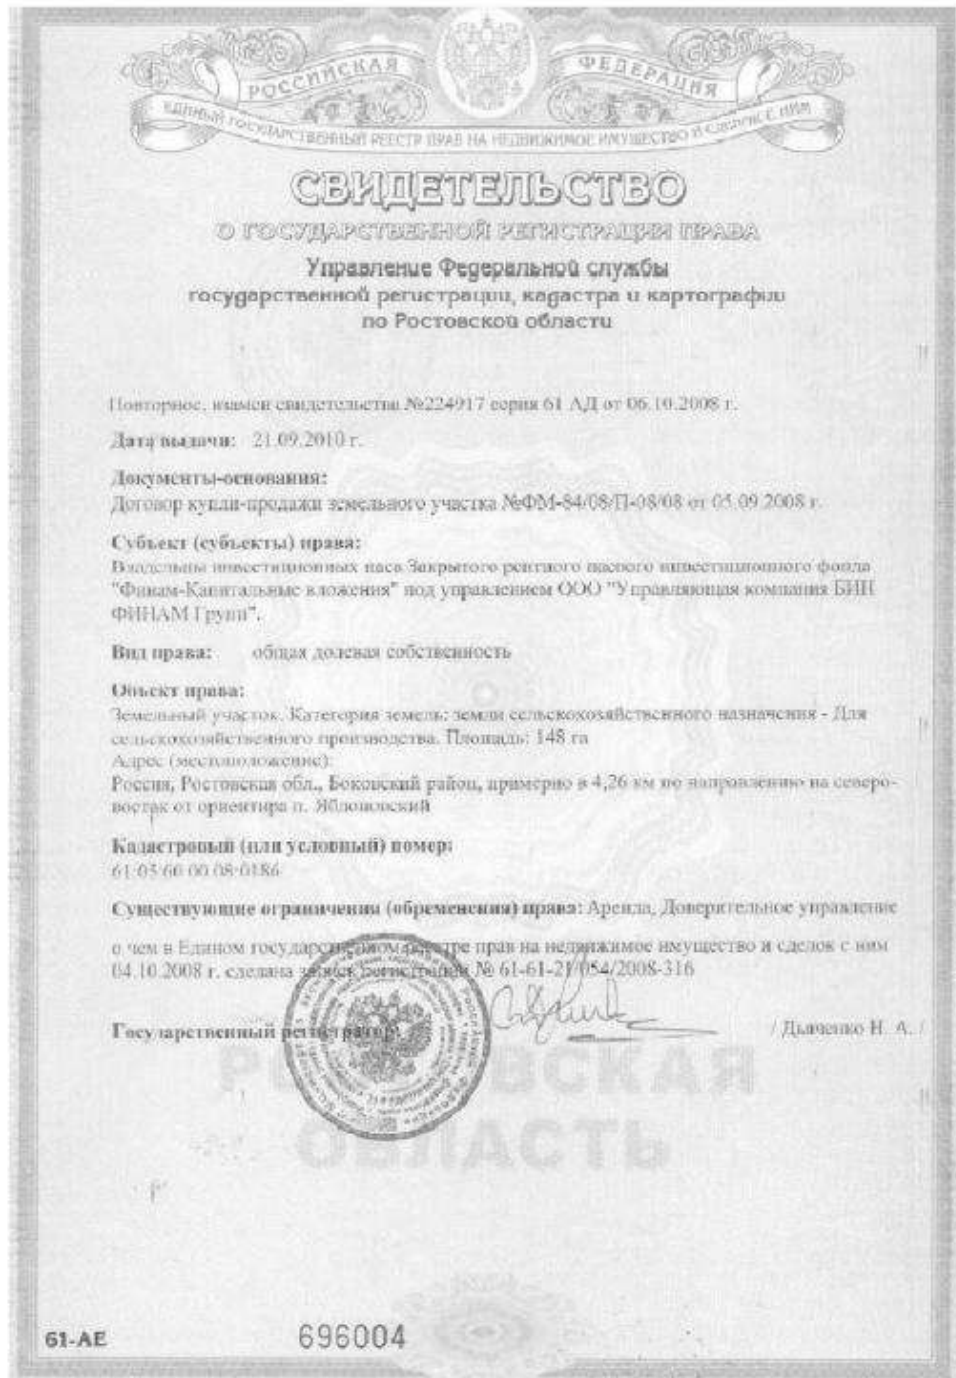 РОССИЙСКАЯ ФЕДЕРАЦИЯ
ЕДИНЫЙ ГОСУДАРСТВЕННЫЙ РЕЕСТР ПРАВ НА НЕДВИЖИМОЕ ИМУЩЕСТВО И СДЕЛОК С НИМ
СВИДЕТЕЛЬСТВО
О ГОСУДАРСТВЕННОЙ РЕГИСТРАЦИИ ПРАВА
Управление Федеральной службы
государственной регистрации, кадастра и картографии
по Ростовской области
Повторное, взамен свидетельства №224917 серия 61 АД от 06.10.2008 г.
Дата выдачи: 21.09.2010 г.
Документы-основания:
Договор купли-продажи земельного участка №ФМ-84/08/П-08/08 от 05.09.2008 г.
Субъект (субъекты) права:
Владельцы инвестиционных паев Закрытого рентного паевого инвестиционного фонда
"Финам-Капитальные вложения" под управлением ООО "Управляющая компания БИН
ФИНАМ Групп".
Вид права: общая долевая собственность
Объект права:
Земельный участок. Категория земель: земли сельскохозяйственного назначения - Для
сельскохозяйственного производства. Площадь: 148 га
Адрес (местоположение):
Россия, Ростовская обл., Боковский район, примерно в 4,26 км по направлению на северо-
восток от ориентира п. Яблоновский
Кадастровый (или условный) номер:
61:05:60 00 08:0186
Существующие ограничения (обременения) права: Аренда, Доверительное управление
о чем в Едином государственном реестре прав на недвижимое имущество и сделок с ним
04.10.2008 г. сделана запись регистрации № 61-61-21/054/2008-316
Государственный регистратор / Дьяченко Н. А. /
РОСТОВСКАЯ
ОБЛАСТЬ
61-АЕ 696004